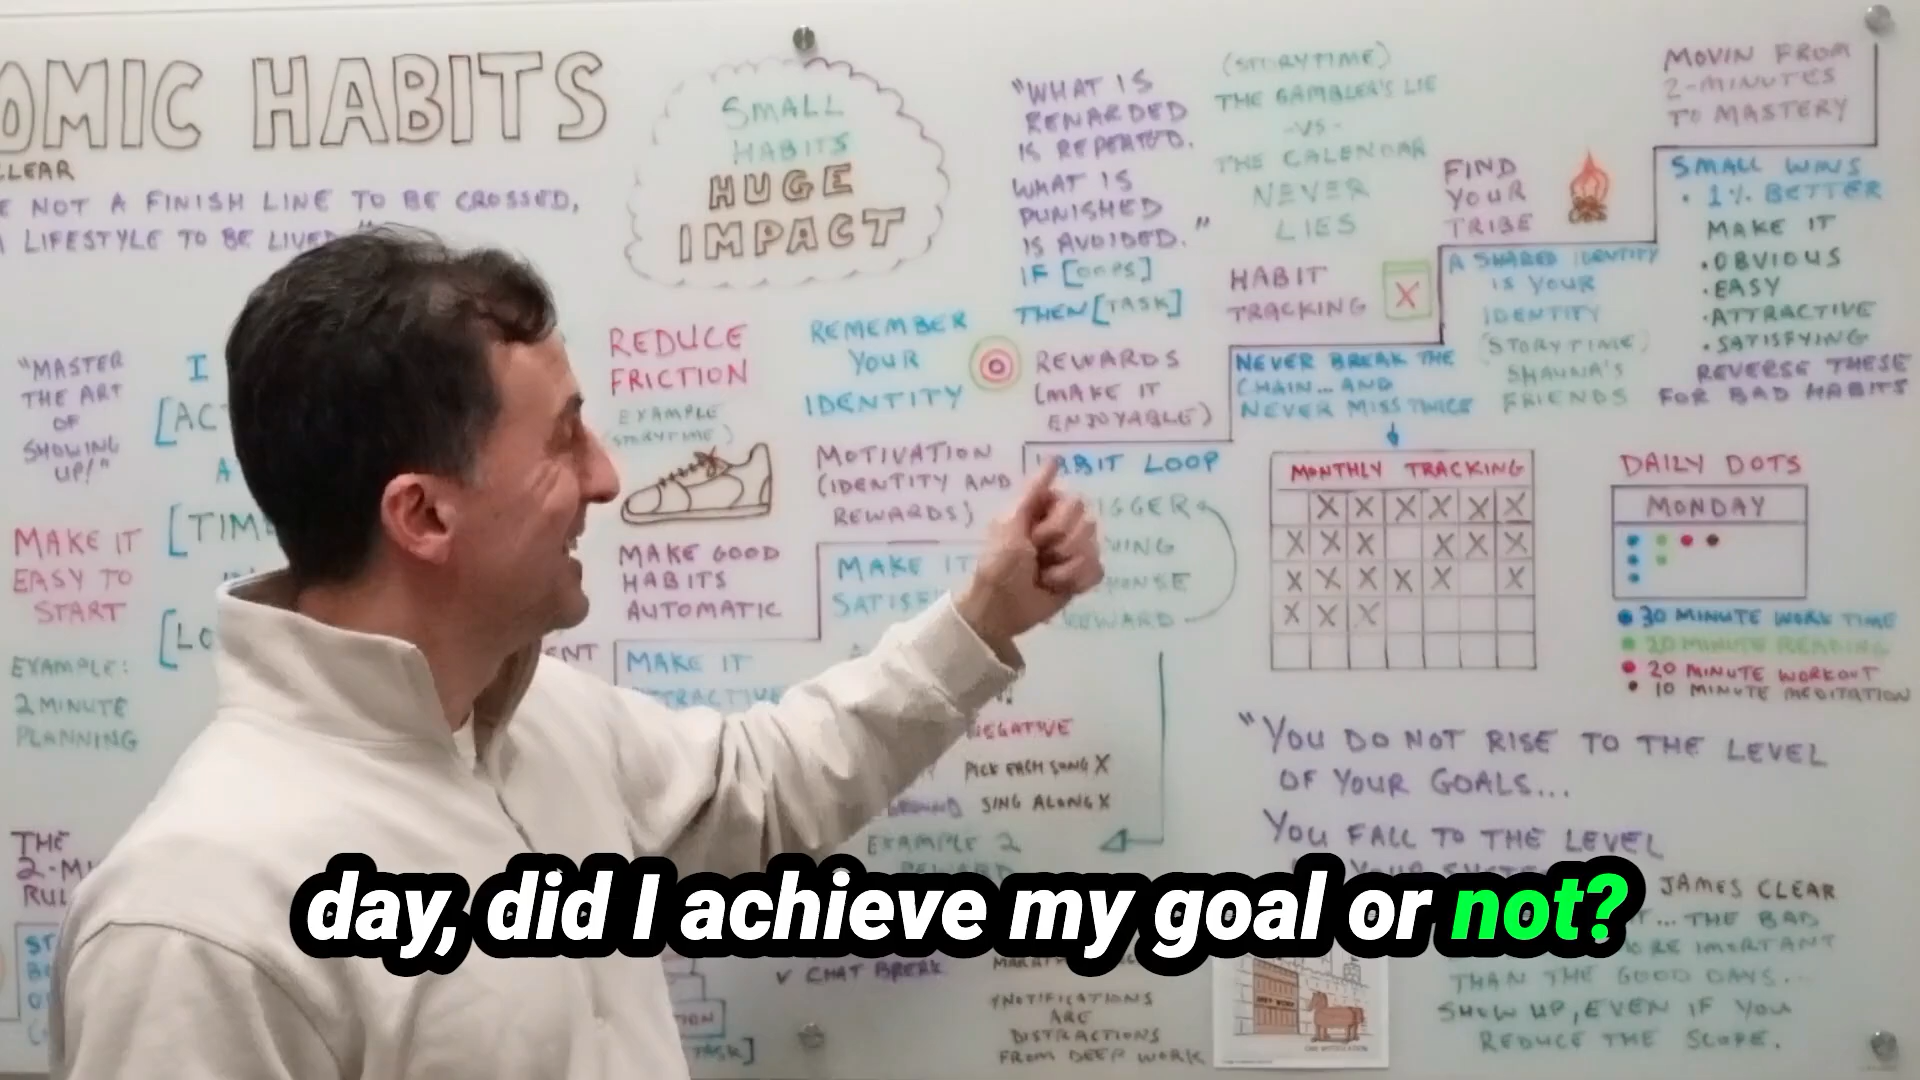 OMIC HABITS
CLEAR
E NOT A FINISH LINE TO BE CROSSED,
A LIFESTYLE TO BE LIVED."
SMALL
HABITS
HUGE
IMPACT
"WHAT IS
REWARDED
IS REPEATED.
WHAT IS
PUNISHED
IS AVOIDED."
IF [OOPS]
THEN [TASK]
(STORYTIME)
THE GAMBLER'S LIE
-VS-
THE CALENDAR
NEVER
LIES
MOVIN FROM
2-MINUTES
TO MASTERY
FIND
YOUR
TRIBE
SMALL WINS
• 1% BETTER
MAKE IT
•OBVIOUS
•EASY
•ATTRACTIVE
•SATISFYING
REVERSE THESE
FOR BAD HABITS
HABIT
TRACKING
X
A SHARED IDENTITY
IS YOUR
IDENTITY
(STORYTIME)
SHAUNA'S
FRIENDS
"MASTER
THE ART
OF
SHOWING
UP!"
I
[AC
A
[TIM
[LO
REDUCE
FRICTION
EXAMPLE
(STORYTIME)
REMEMBER
YOUR
IDENTITY
REWARDS
(MAKE IT
ENJOYABLE)
NEVER BREAK THE
CHAIN... AND
NEVER MISS TWICE
MAKE IT
EASY TO
START
EXAMPLE:
2 MINUTE
PLANNING
MOTIVATION
(IDENTITY AND
REWARDS)
MAKE GOOD
HABITS
AUTOMATIC
HABIT LOOP
IGGER
VING
PONSE
REWARD
MAKE IT
SATISF
ENT
MAKE IT
TTRACTIVE
MONTHLY TRACKING
X X X X X X
X X X X X X
X X X X X X
X X X
DAILY DOTS
MONDAY
30 MINUTE WORK TIME
20 MINUTE READING
20 MINUTE WORKOUT
10 MINUTE MEDITATION
NEGATIVE
PICK EACH SONG X
SING ALONG X
EXAMPLE 2
REWARD
"YOU DO NOT RISE TO THE LEVEL
OF YOUR GOALS...
YOU FALL TO THE LEVEL
JAMES CLEAR
THE
2-MI
RUL
day, did I achieve my goal or not?
T... THE BAD
MORE IMPORTANT
THAN THE GOOD DAYS...
SHOW UP, EVEN IF YOU
REDUCE THE SCOPE.
✓ CHAT BREAK
NOTIFICATIONS
ARE
DISTRACTIONS
FROM DEEP WORK
TASK]